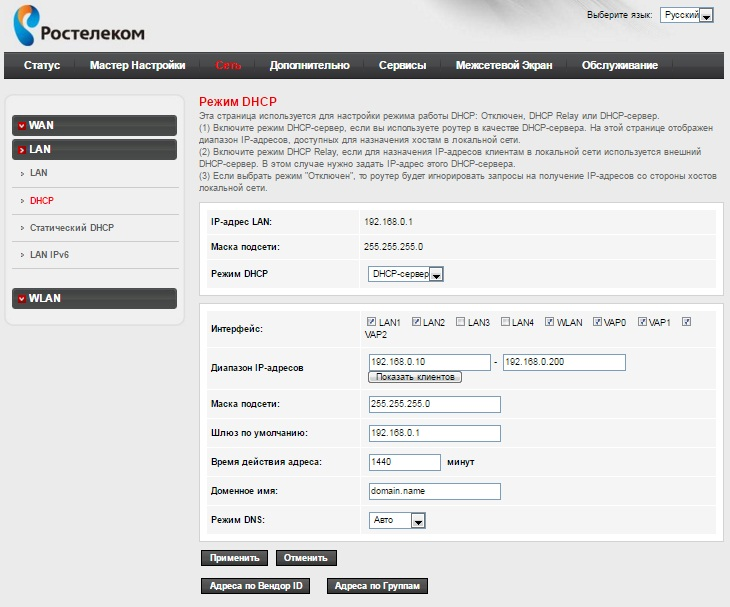 Ростелеком
Выберите язык: Русский
Статус Мастер Настройки Сеть Дополнительно Сервисы Межсетевой Экран Обслуживание
WAN
LAN
LAN
DHCP
Статический DHCP
LAN IPv6
WLAN
Режим DHCP
Эта страница используется для настройки режима работы DHCP: Отключен, DHCP Relay или DHCP-сервер.
(1) Включите режим DHCP-сервер, если вы используете роутер в качестве DHCP-сервера. На этой странице отображен
диапазон IP-адресов, доступных для назначения хостам в локальной сети.
(2) Включите режим DHCP Relay, если для назначения IP-адресов клиентам в локальной сети используется внешний
DHCP-сервер. В этом случае нужно задать IP-адрес этого DHCP-сервера.
(3) Если выбрать режим "Отключен", то роутер будет игнорировать запросы на получение IP-адресов со стороны хостов
локальной сети.
IP-адрес LAN: 192.168.0.1
Маска подсети: 255.255.255.0
Режим DHCP DHCP-сервер
Интерфейс: LAN1 LAN2 LAN3 LAN4 WLAN VAP0 VAP1
VAP2
Диапазон IP-адресов 192.168.0.10 - 192.168.0.200
Показать клиентов
Маска подсети: 255.255.255.0
Шлюз по умолчанию: 192.168.0.1
Время действия адреса: 1440 минут
Доменное имя: domain.name
Режим DNS: Авто
Применить Отменить
Адреса по Вендор ID Адреса по Группам